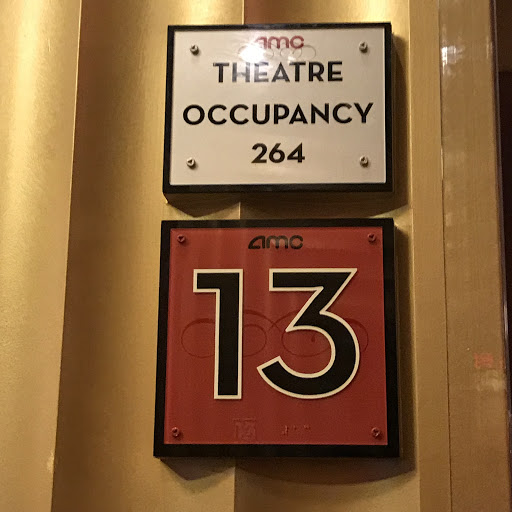 amc
THEATRE
OCCUPANCY
264
amc
13